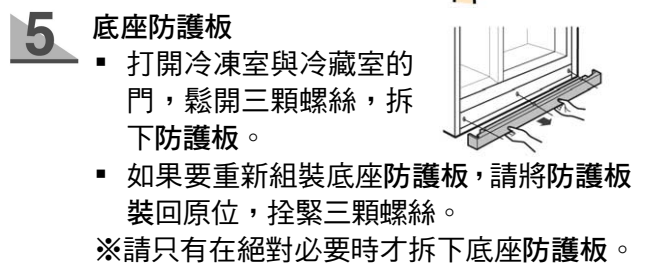 5 底座防護板
▪ 打開冷凍室與冷藏室的
門，鬆開三顆螺絲，拆
下防護板。
▪ 如果要重新組裝底座防護板，請將防護板
裝回原位，拴緊三顆螺絲。
※請只有在絕對必要時才拆下底座防護板。